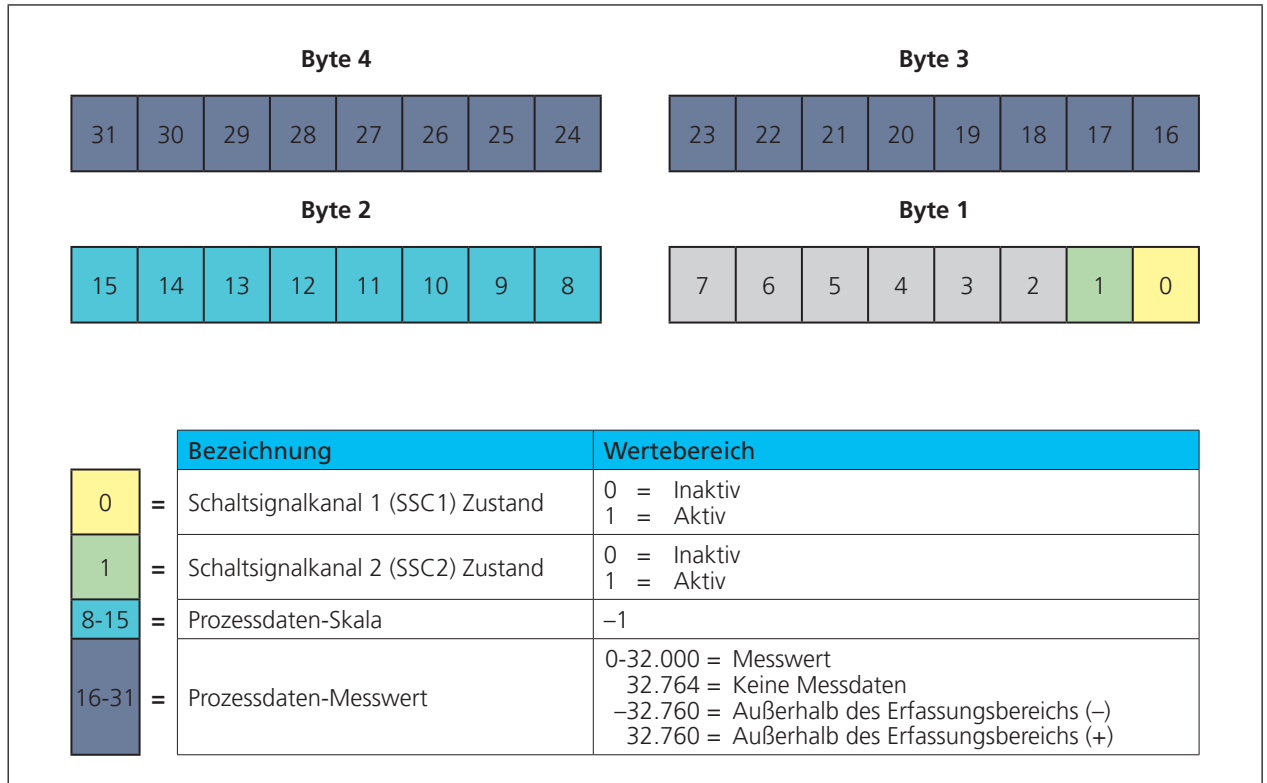 Byte 4
Byte 3
31 30 29 28 27 26 25 24
23 22 21 20 19 18 17 16
Byte 2
Byte 1
15 14 13 12 11 10 9 8
7 6 5 4 3 2 1 0
Bezeichnung
Wertebereich
0 = Schaltsignalkanal 1 (SSC1) Zustand
0 = Inaktiv
1 = Aktiv
1 = Schaltsignalkanal 2 (SSC2) Zustand
0 = Inaktiv
1 = Aktiv
8-15 = Prozessdaten-Skala
–1
16-31 = Prozessdaten-Messwert
0-32.000 = Messwert
32.764 = Keine Messdaten
–32.760 = Außerhalb des Erfassungsbereichs (–)
32.760 = Außerhalb des Erfassungsbereichs (+)